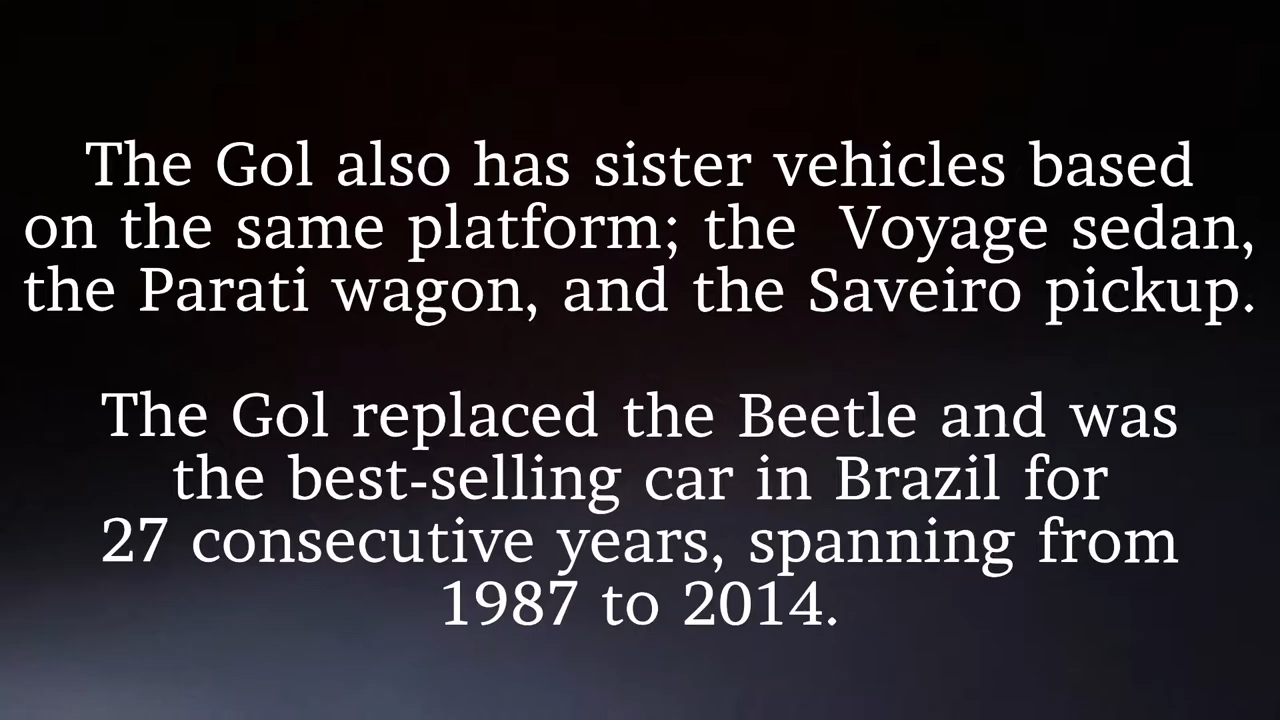 The Gol also has sister vehicles based
on the same platform; the  Voyage sedan,
the Parati wagon, and the Saveiro pickup.
The Gol replaced the Beetle and was
the best-selling car in Brazil for
27 consecutive years, spanning from
1987 to 2014.